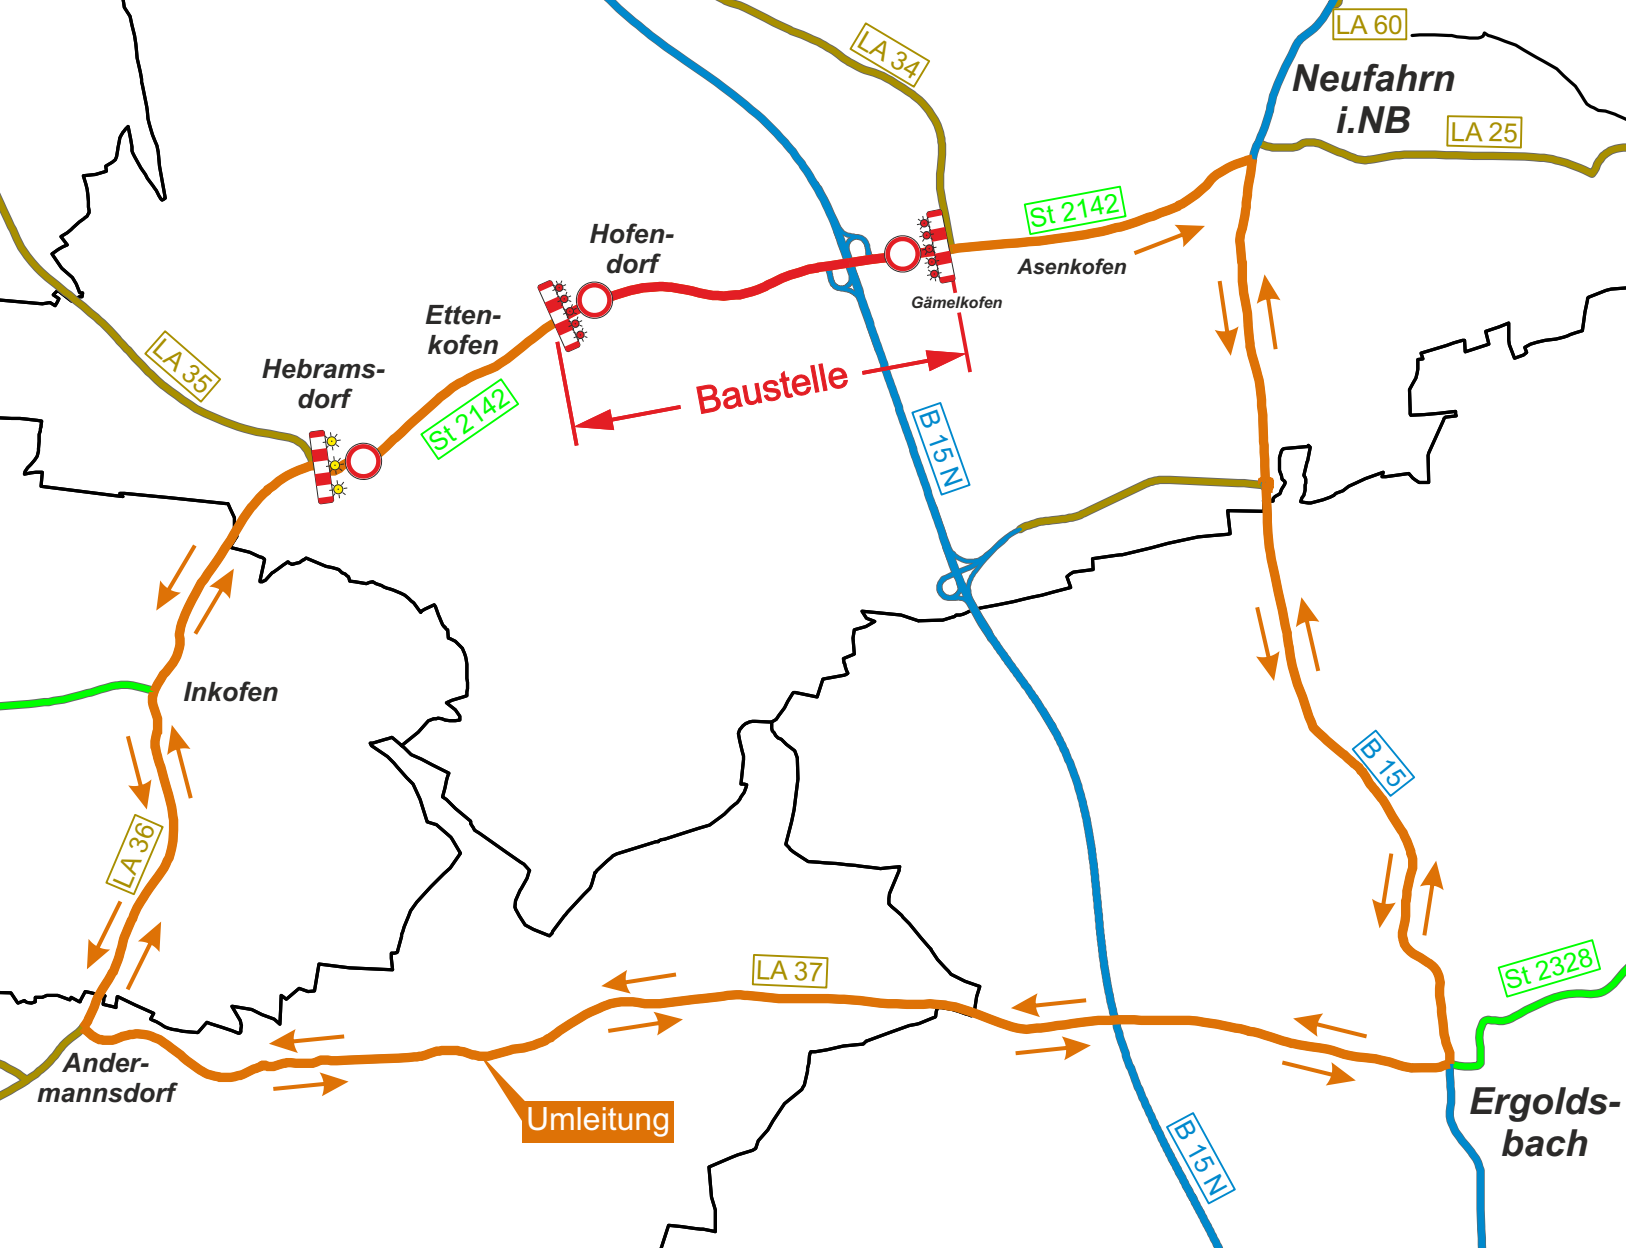 LA 60
LA 34
Neufahrn
i.NB
LA 25
St 2142
Hofen-
dorf
Asenkofen
Gämelkofen
Etten-
kofen
LA 35
Hebrams-
dorf
Baustelle
St 2142
B 15 N
Inkofen
B 15
LA 36
LA 37
St 2328
Ander-
mannsdorf
Umleitung
Ergolds-
bach
B 15 N